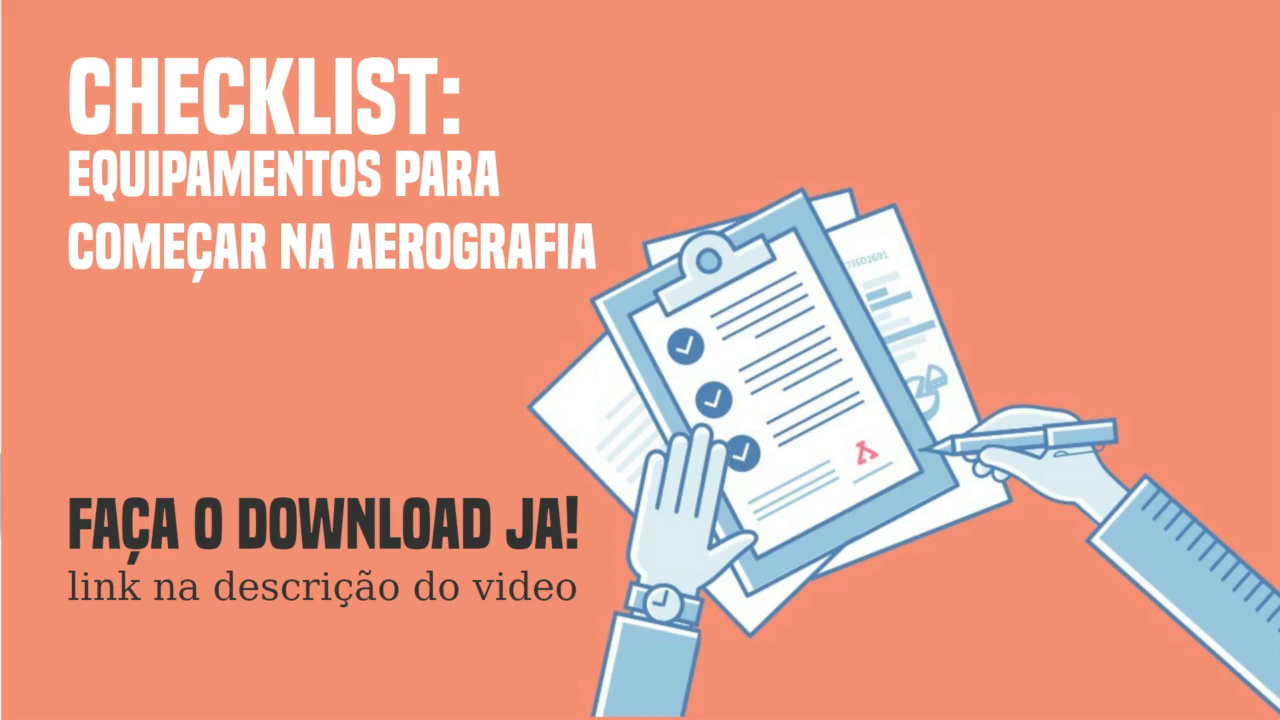 CHECKLIST:
EQUIPAMENTOS PARA
COMEÇAR NA AEROGRAFIA
FAÇA O DOWNLOAD JA!
link na descrição do video